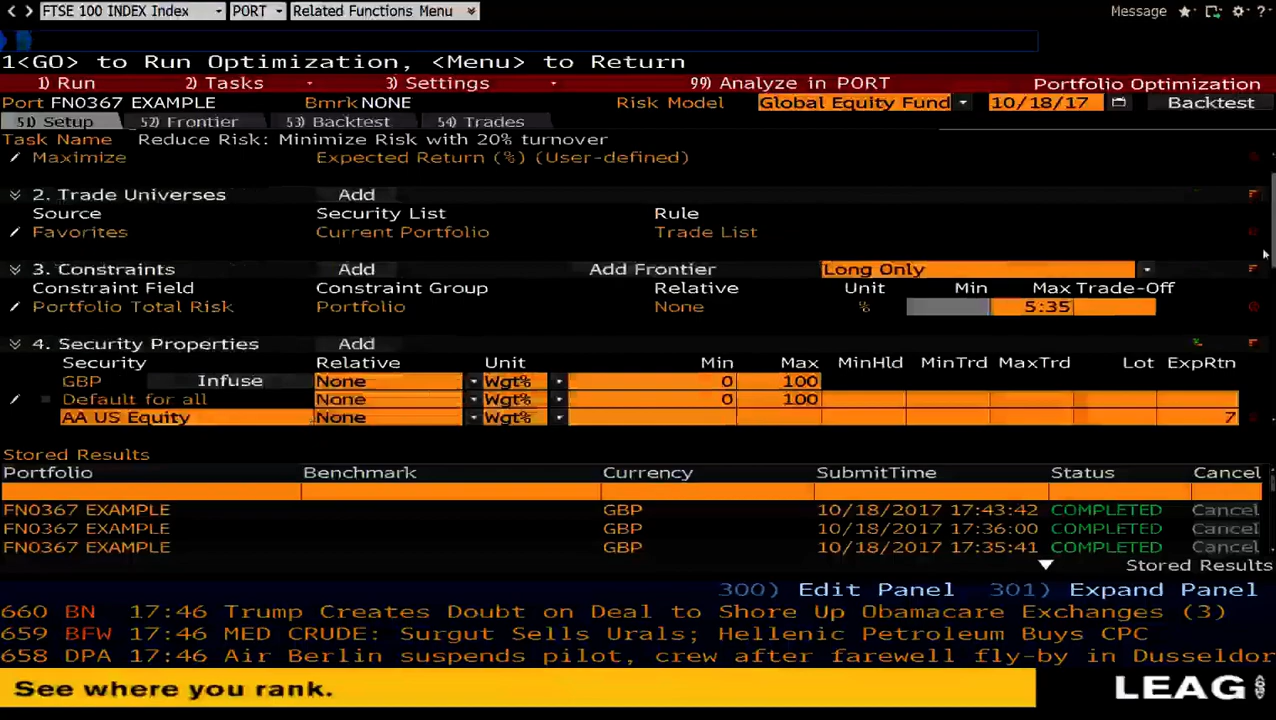 FTSE 100 INDEX Index PORT Related Functions Menu Message
1<GO> to Run Optimization, <Menu> to Return
1) Run 2) Tasks 3) Settings 99) Analyze in PORT Portfolio Optimization
Port FN0367 EXAMPLE Bmrk NONE Risk Model Global Equity Fund 10/18/17 Backtest
51) Setup 52) Frontier 53) Backtest 54) Trades
Task Name Reduce Risk: Minimize Risk with 20% turnover
Maximize Expected Return (%) (User-defined)
2. Trade Universes Add
Source Security List Rule
Favorites Current Portfolio Trade List
3. Constraints Add Add Frontier Long Only
Constraint Field Constraint Group Relative Unit Min Max Trade-Off
Portfolio Total Risk Portfolio None % 5:35
4. Security Properties Add
Security Relative Unit Min Max MinHld MinTrd MaxTrd Lot ExpRtn
GBP Infuse None Wgt% 0 100
Default for all None Wgt% 0 100
AA US Equity None Wgt% 7
Stored Results
Portfolio Benchmark Currency SubmitTime Status Cancel
FN0367 EXAMPLE GBP 10/18/2017 17:43:42 COMPLETED Cancel
FN0367 EXAMPLE GBP 10/18/2017 17:36:00 COMPLETED Cancel
FN0367 EXAMPLE GBP 10/18/2017 17:35:41 COMPLETED Cancel
Stored Results
300) Edit Panel 301) Expand Panel
660 BN 17:46 Trump Creates Doubt on Deal to Shore Up Obamacare Exchanges (3)
659 BFW 17:46 MED CRUDE: Surgut Sells Urals; Hellenic Petroleum Buys CPC
658 DPA 17:46 Air Berlin suspends pilot, crew after farewell fly-by in Dusseldor
See where you rank. LEAG